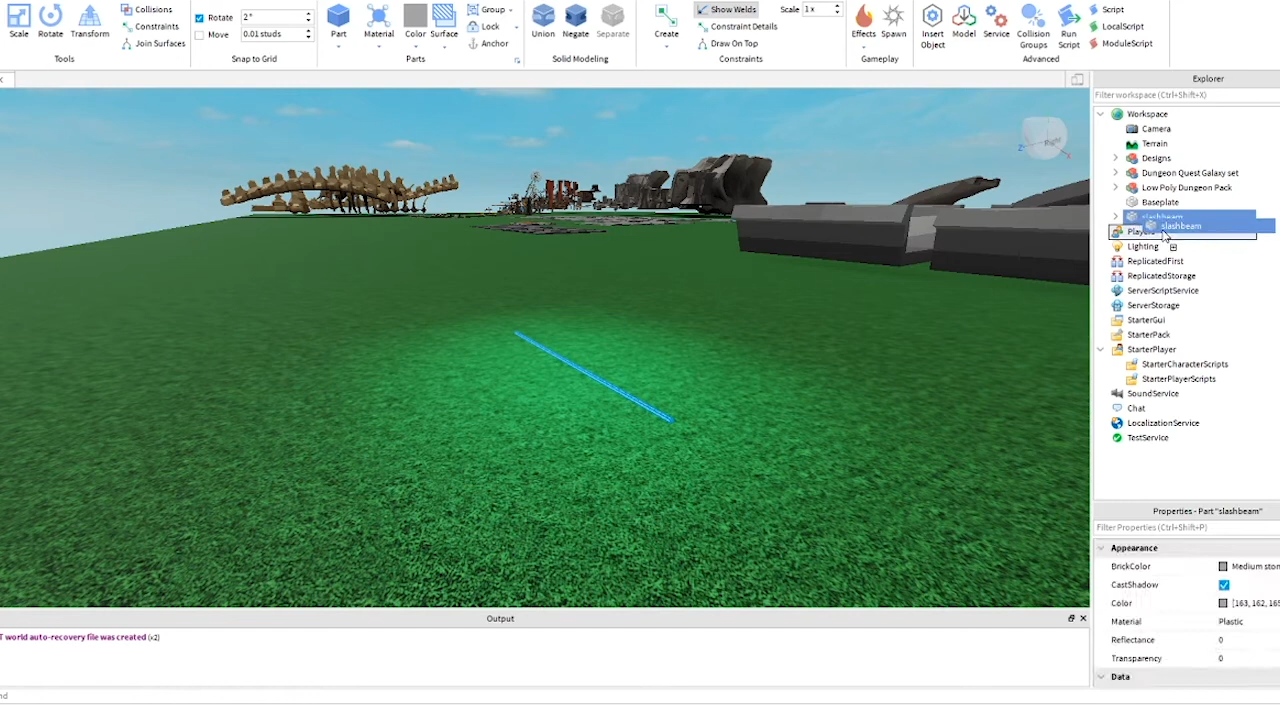 Scale
Rotate
Transform
Collisions
Constraints
Join Surfaces
Tools
Rotate 2°
Move 0.01 studs
Snap to Grid
Part
Material
Color
Surface
Group
Lock
Anchor
Parts
Union
Negate
Separate
Solid Modeling
Create
Show Welds
Scale 1x
Constraint Details
Draw On Top
Constraints
Effects
Spawn
Gameplay
Insert Object
Model
Service
Collision Groups
Run Script
Script
LocalScript
ModuleScript
Advanced
Explorer
Filter workspace (Ctrl+Shift+X)
Workspace
Camera
Terrain
Designs
Dungeon Quest Galaxy set
Low Poly Dungeon Pack
Baseplate
slashbeam
slashbeam
Players
Lighting
ReplicatedFirst
ReplicatedStorage
ServerScriptService
ServerStorage
StarterGui
StarterPack
StarterPlayer
StarterCharacterScripts
StarterPlayerScripts
SoundService
Chat
LocalizationService
TestService
Properties - Part "slashbeam"
Filter Properties (Ctrl+Shift+P)
Appearance
BrickColor Medium ston
CastShadow
Color [163, 162, 165
Material Plastic
Reflectance 0
Transparency 0
Data
Output
T world auto-recovery file was created (x2)
nd
Z
Right
X